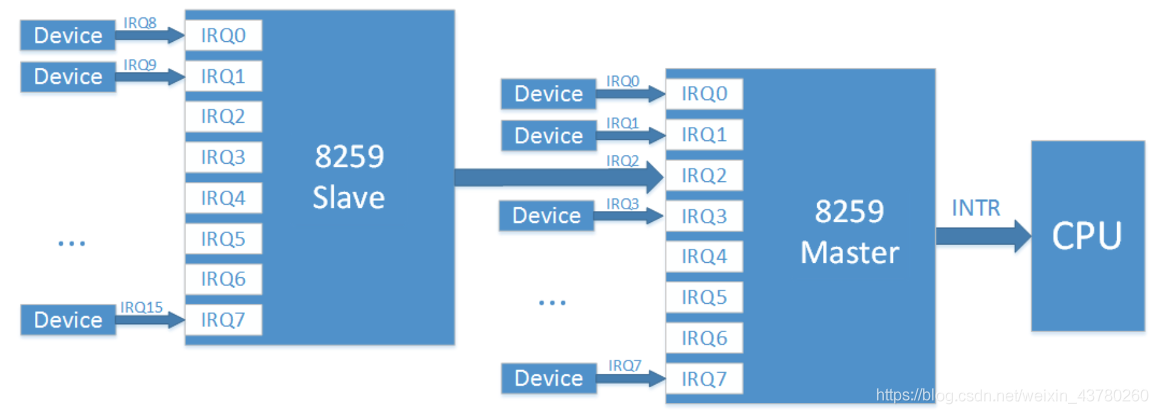 Device
IRQ8
IRQ0
Device
IRQ9
IRQ1
IRQ2
IRQ3
IRQ4
IRQ5
IRQ6
...
Device
IRQ15
IRQ7
8259
Slave
Device
IRQ0
IRQ0
Device
IRQ1
IRQ1
IRQ2
IRQ2
Device
IRQ3
IRQ3
IRQ4
IRQ5
IRQ6
...
Device
IRQ7
IRQ7
8259
Master
INTR
CPU
https://blog.csdn.net/weixin_43780260